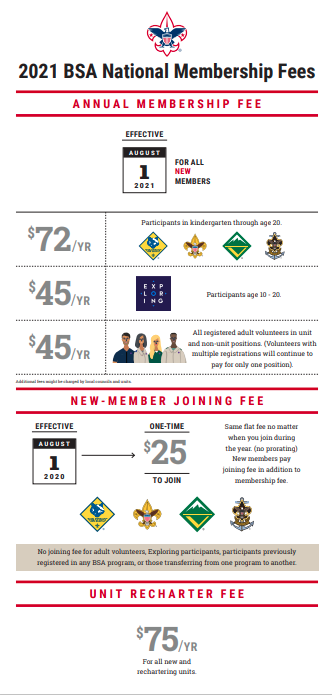 2021 BSA National Membership Fees
ANNUAL MEMBERSHIP FEE
EFFECTIVE
AUGUST
1
2021
FOR ALL
NEW
MEMBERS
$72/YR
Participants in kindergarten through age 20.
$45/YR
EXP
LOR
ING
Participants age 10 - 20.
$45/YR
All registered adult volunteers in unit
and non-unit positions. (Volunteers with
multiple registrations will continue to
pay for only one position).
Additional fees might be charged by local councils and units.
NEW-MEMBER JOINING FEE
EFFECTIVE
AUGUST
1
2020
ONE-TIME
$25
TO JOIN
Same flat fee no matter
when you join during
the year. (no prorating)
New members pay
joining fee in addition to
membership fee.
No joining fee for adult volunteers, Exploring participants, participants previously
registered in any BSA program, or those transferring from one program to another.
UNIT RECHARTER FEE
$75/YR
For all new and
rechartering units.